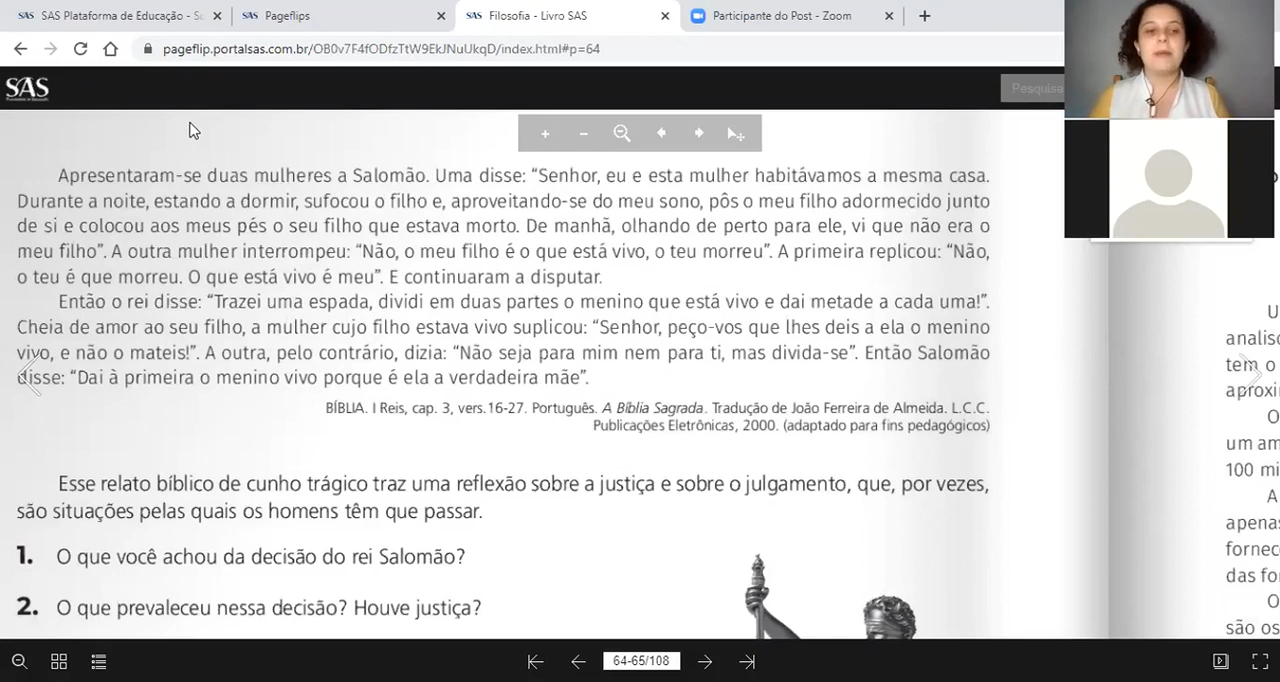 SAS Plataforma de Educação - S
Pageflips
Filosofia - Livro SAS
Participante do Post - Zoom
pageflip.portalsas.com.br/OB0v7F4fODfzTtW9EkJNuUkqD/index.html#p=64
SAS
Pesquisa
Apresentaram-se duas mulheres a Salomão. Uma disse: “Senhor, eu e esta mulher habitávamos a mesma casa.
Durante a noite, estando a dormir, sufocou o filho e, aproveitando-se do meu sono, pôs o meu filho adormecido junto
de si e colocou aos meus pés o seu filho que estava morto. De manhã, olhando de perto para ele, vi que não era o
meu filho”. A outra mulher interrompeu: “Não, o meu filho é o que está vivo, o teu morreu”. A primeira replicou: “Não,
o teu é que morreu. O que está vivo é meu”. E continuaram a disputar.
Então o rei disse: “Trazei uma espada, dividi em duas partes o menino que está vivo e dai metade a cada uma!”.
Cheia de amor ao seu filho, a mulher cujo filho estava vivo suplicou: “Senhor, peço-vos que lhes deis a ela o menino
vivo, e não o mateis!”. A outra, pelo contrário, dizia: “Não seja para mim nem para ti, mas divida-se”. Então Salomão
disse: “Dai à primeira o menino vivo porque é ela a verdadeira mãe”.
BÍBLIA. I Reis, cap. 3, vers.16-27. Português. A Bíblia Sagrada. Tradução de João Ferreira de Almeida. L.C.C.
Publicações Eletrônicas, 2000. (adaptado para fins pedagógicos)
Esse relato bíblico de cunho trágico traz uma reflexão sobre a justiça e sobre o julgamento, que, por vezes,
são situações pelas quais os homens têm que passar.
1. O que você achou da decisão do rei Salomão?
2. O que prevaleceu nessa decisão? Houve justiça?
U
analisc
tem o
aproxi
O
um am
100 mi
A
apenas
fornec
das fo
O
são os
64-65/108